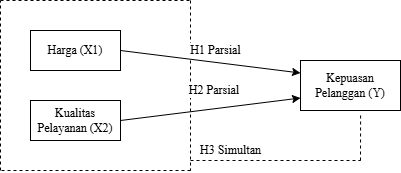 Harga (X1)
H1 Parsial
Kepuasan
Pelanggan (Y)
H2 Parsial
Kualitas
Pelayanan (X2)
H3 Simultan